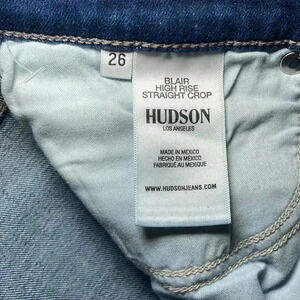 26
BLAIR
HIGH RISE
STRAIGHT CROP
HUDSON
LOS ANGELES
MADE IN MEXICO
HECHO EN MÉXICO
FABRIQUÉ AU MEXIQUE
WWW.HUDSONJEANS.COM